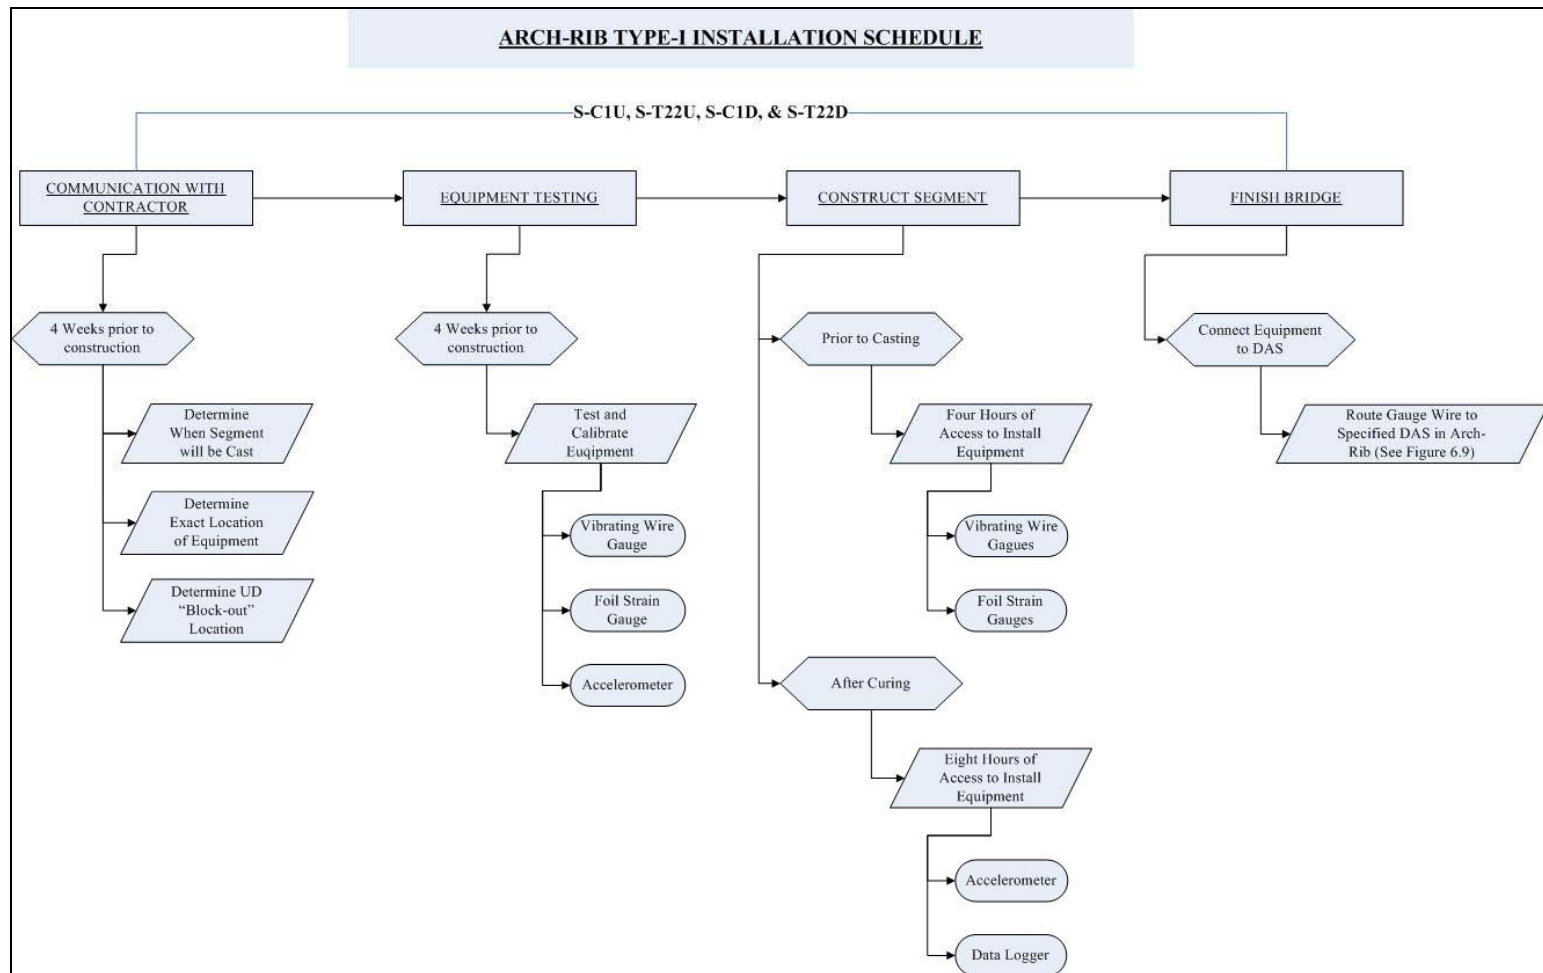 ARCH-RIB TYPE-I INSTALLATION SCHEDULE
S-C1U, S-T22U, S-C1D, & S-T22D
COMMUNICATION WITH
CONTRACTOR
EQUIPMENT TESTING
CONSTRUCT SEGMENT
FINISH BRIDGE
4 Weeks prior to
construction
Determine
When Segment
will be Cast
Determine
Exact Location
of Equipment
Determine UD
“Block-out”
Location
4 Weeks prior to
construction
Test and
Calibrate
Euqipment
Vibrating Wire
Gauge
Foil Strain
Gauge
Accelerometer
Prior to Casting
Four Hours of
Access to Install
Equipment
Vibrating Wire
Gagues
Foil Strain
Gauges
After Curing
Eight Hours of
Access to Install
Equipment
Accelerometer
Data Logger
Connect Equipment
to DAS
Route Gauge Wire to
Specified DAS in Arch-
Rib (See Figure 6.9)